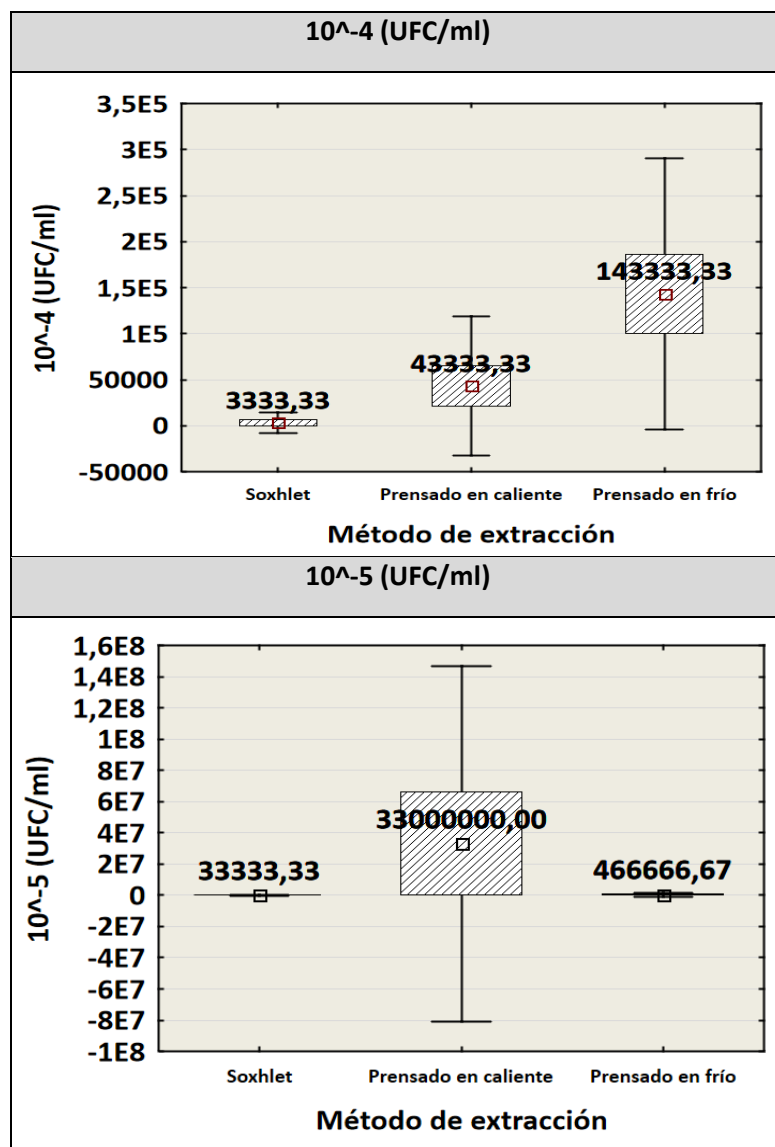 10^-4 (UFC/ml)
3,5E5
3E5
2,5E5
2E5
1,5E5
1E5
50000
0
-50000
10^-4 (UFC/ml)
3333,33
43333,33
143333,33
Soxhlet
Prensado en caliente
Prensado en frío
Método de extracción
10^-5 (UFC/ml)
1,6E8
1,4E8
1,2E8
1E8
8E7
6E7
4E7
2E7
0
-2E7
-4E7
-6E7
-8E7
-1E8
10^-5 (UFC/ml)
33333,33
33000000,00
466666,67
Soxhlet
Prensado en caliente
Prensado en frío
Método de extracción